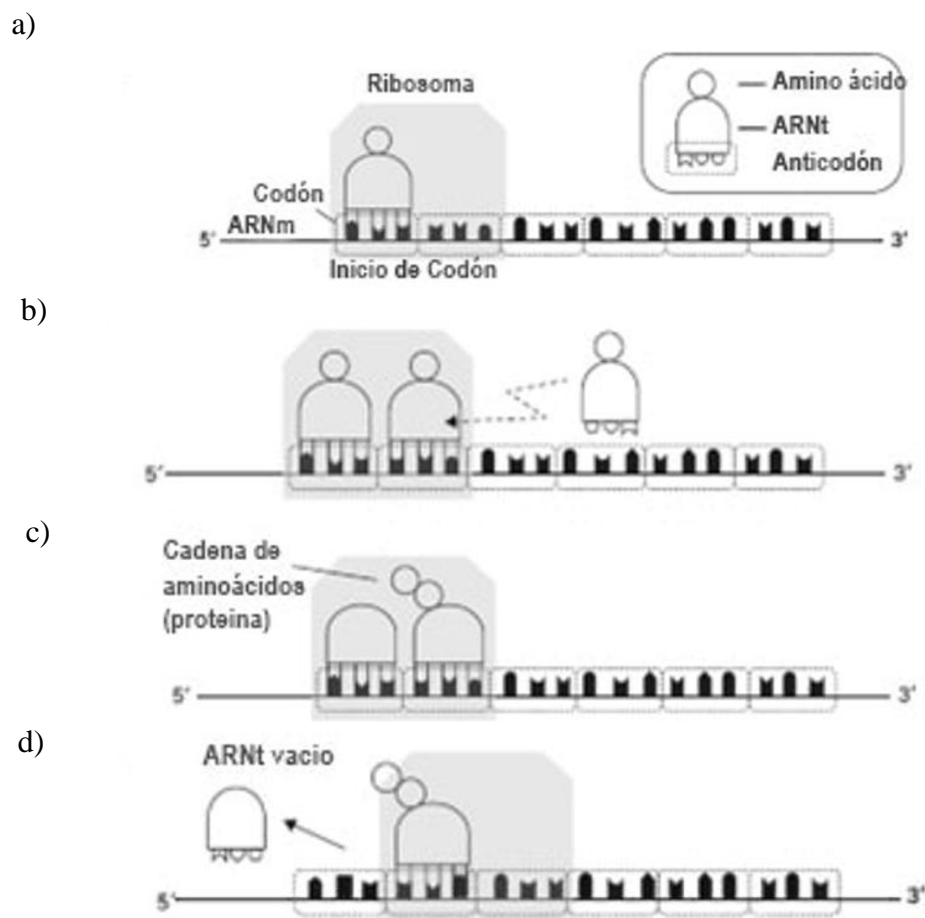 a)
Ribosoma
Amino ácido
ARNt
Anticodón
Codón
ARNm
5'
3'
Inicio de Codón
b)
5'
3'
c)
Cadena de
aminoácidos
(proteina)
5'
3'
d)
ARNt vacio
5'
3'